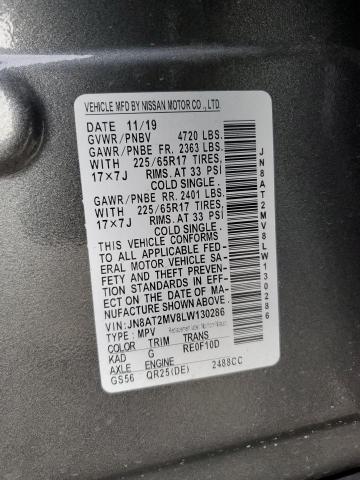 VEHICLE MFD BY NISSAN MOTOR CO., LTD.
DATE 11/19
GVWR/PNBV 4720 LBS.
GAWR/PNBE FR. 2363 LBS.
WITH 225/65R17 TIRES,
17×7J RIMS. AT 33 PSI
COLD SINGLE.
GAWR/PNBE RR. 2401 LBS.
WITH 225/65R17 TIRES,
17×7J RIMS. AT 33 PSI
COLD SINGLE.
THIS VEHICLE CONFORMS
TO ALL APPLICABLE FED-
ERAL MOTOR VEHICLE SA-
FETY BUMPER AND THEFT
PREVENTION STANDARDS IN EFF-
ECT ON THE DATE OF MAN-
UFACTURE SHOWN ABOVE.
VIN:JN8AT2MV8LW130286
TYPE:MPV
COLOR TRIM TRANS
KAD G RE0F10D
AXLE ENGINE
GS56 QR25(DE) 2488CC
JN8AT2MV8LW130286